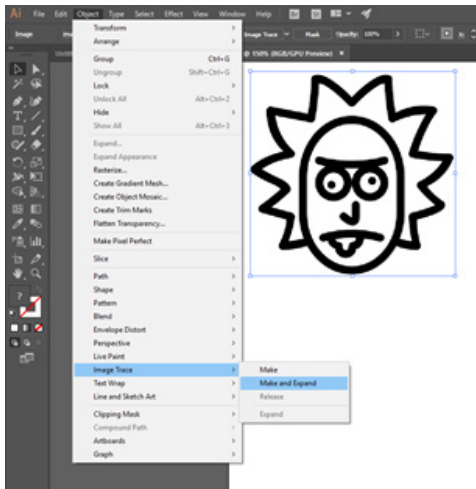 Ai File Edit Object Type Select Effect View Window Help
Image Image Trace Mask Opacity: 100%
@ 150% (RGB/GPU Preview) ×
Transform
Arrange
Group Ctrl+G
Ungroup Shift+Ctrl+G
Lock
Unlock All Alt+Ctrl+2
Hide
Show All Alt+Ctrl+3
Expand...
Expand Appearance
Rasterize...
Create Gradient Mesh...
Create Object Mosaic...
Create Trim Marks
Flatten Transparency...
Make Pixel Perfect
Slice
Path
Shape
Pattern
Blend
Envelope Distort
Perspective
Live Paint
Image Trace
Make
Text Wrap
Make and Expand
Line and Sketch Art
Release
Clipping Mask
Expand
Compound Path
Artboards
Graph